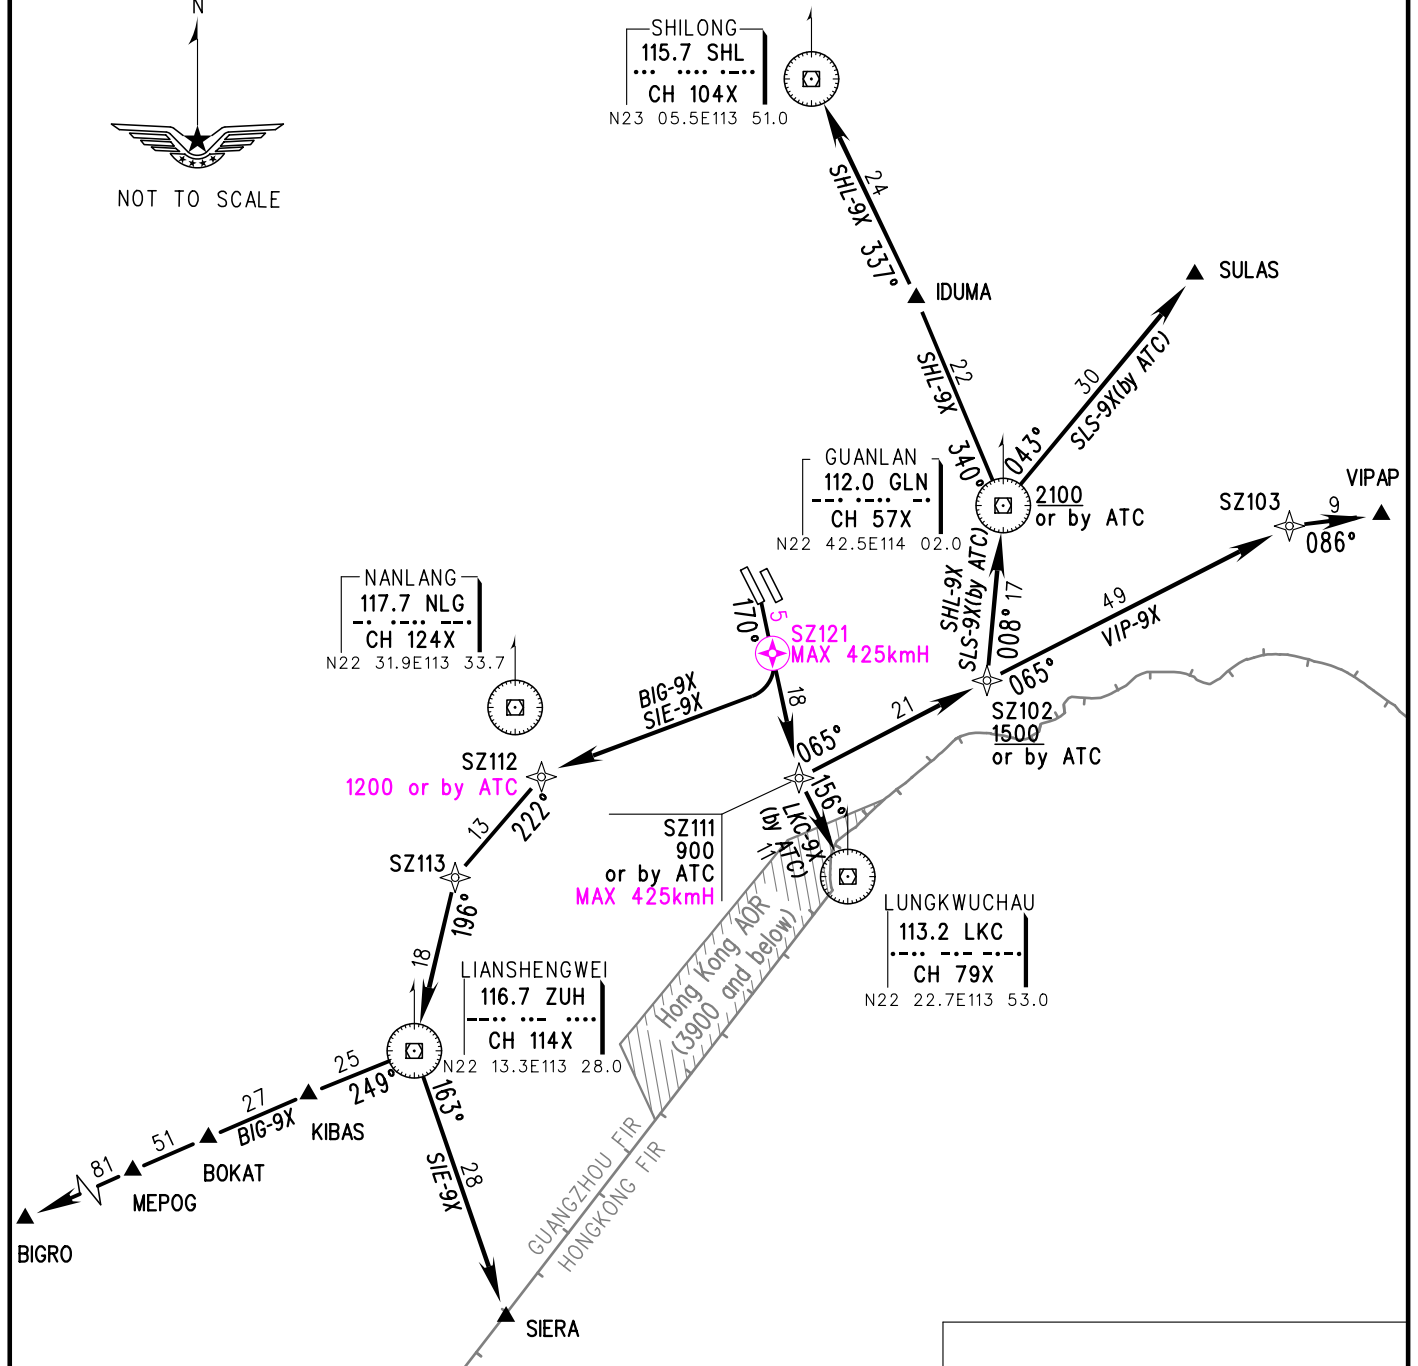 N
NOT TO SCALE
SHILONG
115.7 SHL
CH 104X
N23 05.5E113 51.0
24
SHL-9X 337°
IDUMA
SULAS
22
SHL-9X
340°
30
SLS-9X(by ATC)
043°
GUANLAN
112.0 GLN
CH 57X
N22 42.5E114 02.0
2100
or by ATC
VIPAP
SZ103
9
086°
NANLANG
117.7 NLG
CH 124X
N22 31.9E113 33.7
170°
5
SZ121
MAX 425kmH
SHL-9X
SLS-9X(by ATC)
008° 17
49
VIP-9X
065°
BIG-9X
SIE-9X
18
21
SZ102
1500
or by ATC
SZ112
1200 or by ATC
065°
156°
LKC-9X
(by ATC)
11
13
222°
SZ111
900
or by ATC
MAX 425kmH
SZ113
196°
18
LUNGKWUCHAU
113.2 LKC
CH 79X
N22 22.7E113 53.0
Hong Kong AOR
(3900 and below)
LIANSHENGWEI
116.7 ZUH
CH 114X
N22 13.3E113 28.0
25
249°
163°
27
BIG-9X
KIBAS
51
BOKAT
81
MEPOG
BIGRO
28
SIE-9X
GUANGZHOU FIR
HONGKONG FIR
SIERA